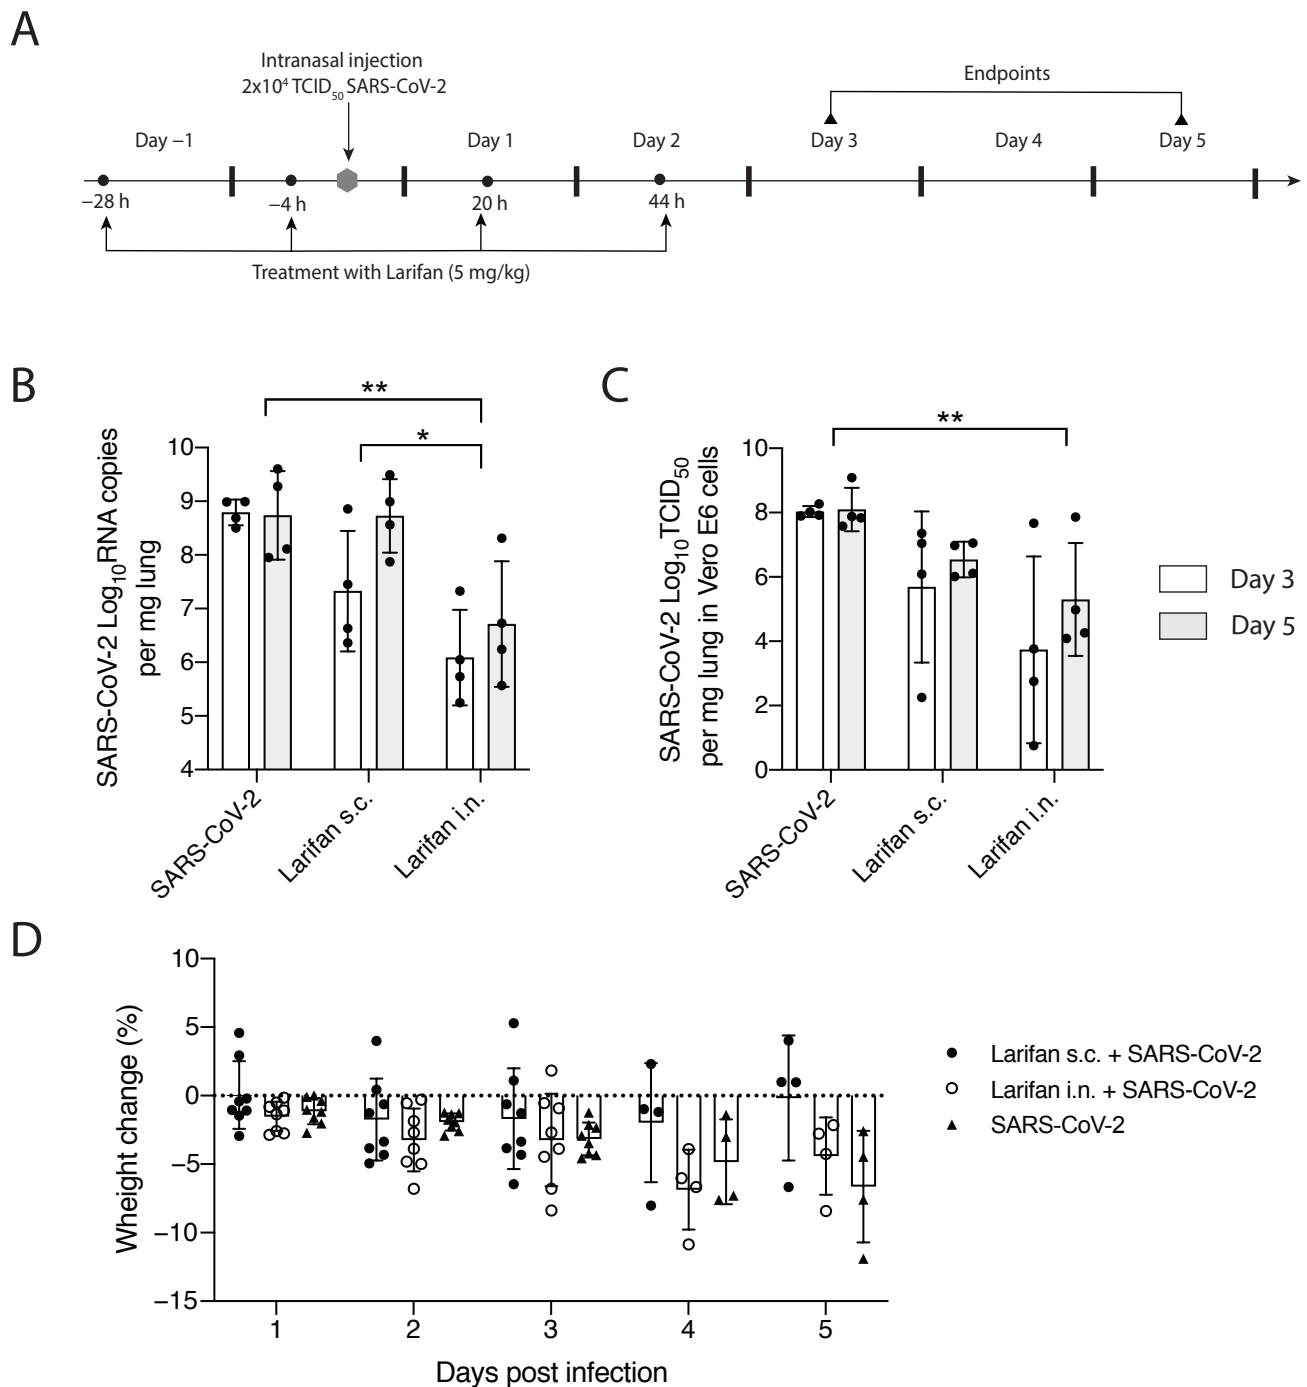 A
Intranasal injection
2x10⁴ TCID₅₀ SARS-CoV-2
Endpoints
Day −1
Day 1
Day 2
Day 3
Day 4
Day 5
−28 h
−4 h
20 h
44 h
Treatment with Larifan (5 mg/kg)
B
**
*
SARS-CoV-2 Log₁₀RNA copies
per mg lung
10
9
8
7
6
5
4
SARS-CoV-2
Larifan s.c.
Larifan i.n.
C
**
SARS-CoV-2 Log₁₀TCID₅₀
per mg lung in Vero E6 cells
10
8
6
4
2
0
SARS-CoV-2
Larifan s.c.
Larifan i.n.
Day 3
Day 5
D
Wheight change (%)
10
5
0
−5
−10
−15
1
2
3
4
5
Days post infection
Larifan s.c. + SARS-CoV-2
Larifan i.n. + SARS-CoV-2
SARS-CoV-2